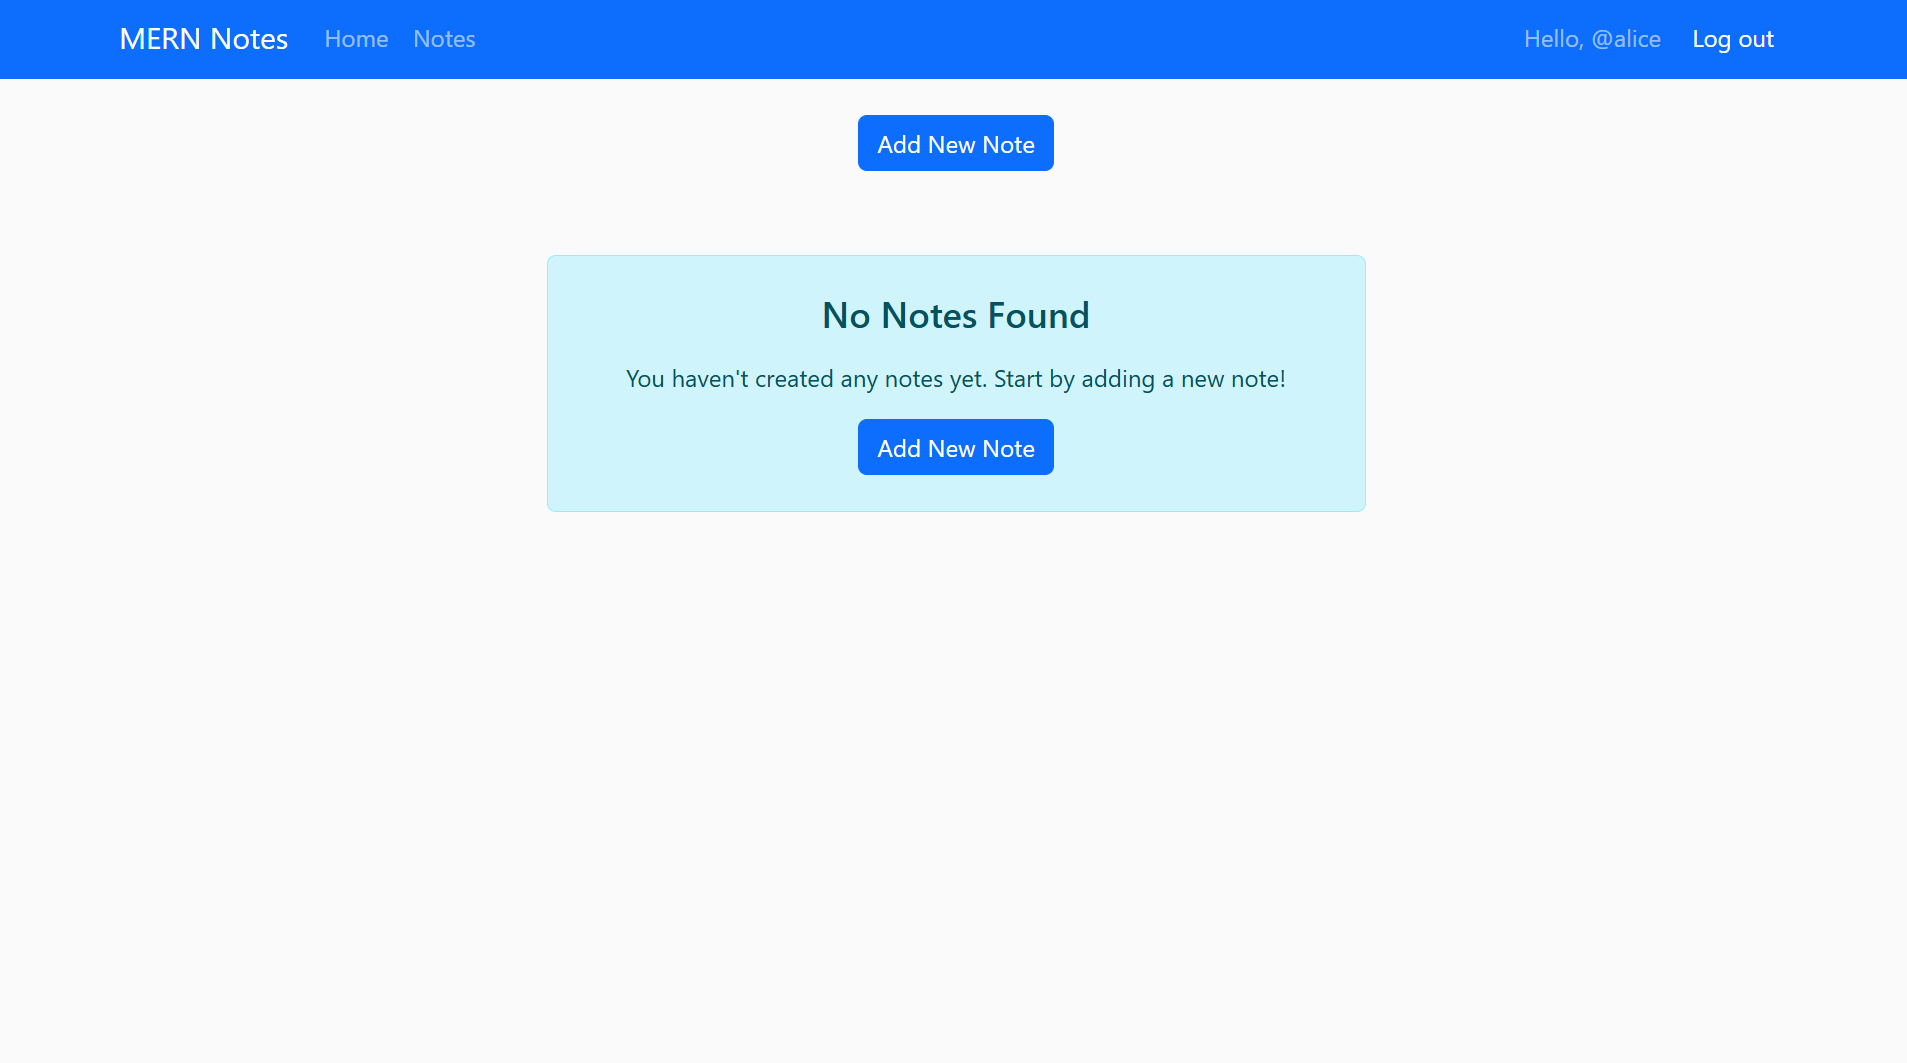 MERN Notes Home Notes Hello, @alice Log out
Add New Note
No Notes Found
You haven't created any notes yet. Start by adding a new note!
Add New Note